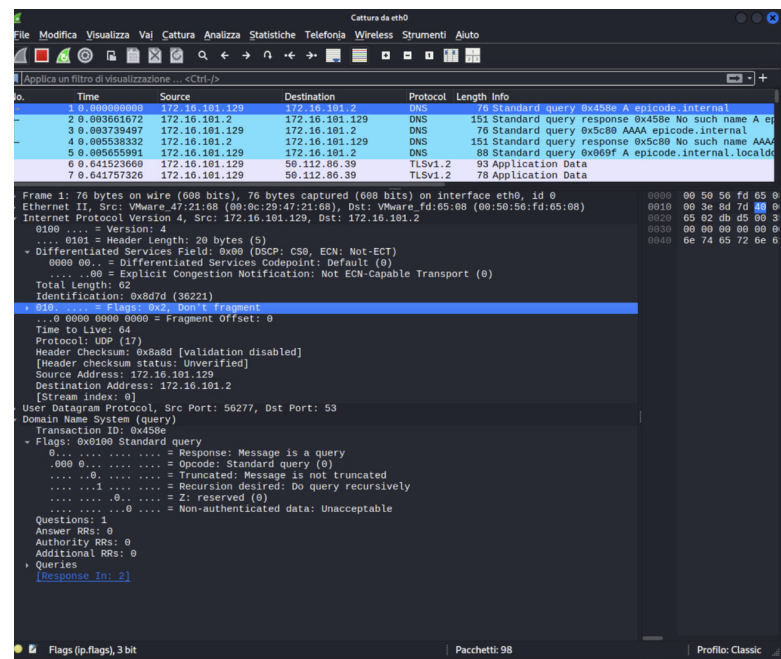 Cattura da eth0
File Modifica Visualizza Vai Cattura Analizza Statistiche Telefonia Wireless Strumenti Aiuto
Applica un filtro di visualizzazione ... <Ctrl-/>
No. Time Source Destination Protocol Length Info
1 0.000000000 172.16.101.129 172.16.101.2 DNS 76 Standard query 0x458e A epicode.internal
2 0.003661672 172.16.101.2 172.16.101.129 DNS 151 Standard query response 0x458e No such name A ep
3 0.003739497 172.16.101.129 172.16.101.2 DNS 76 Standard query 0x5c80 AAAA epicode.internal
4 0.005538332 172.16.101.2 172.16.101.129 DNS 151 Standard query response 0x5c80 No such name AAAA
5 0.005655991 172.16.101.129 172.16.101.2 DNS 88 Standard query 0x069f A epicode.internal.localdo
6 0.641523660 172.16.101.129 50.112.86.39 TLSv1.2 93 Application Data
7 0.641757326 172.16.101.129 50.112.86.39 TLSv1.2 78 Application Data
Frame 1: 76 bytes on wire (608 bits), 76 bytes captured (608 bits) on interface eth0, id 0
Ethernet II, Src: VMware_47:21:68 (00:0c:29:47:21:68), Dst: VMware_fd:65:08 (00:50:56:fd:65:08)
Internet Protocol Version 4, Src: 172.16.101.129, Dst: 172.16.101.2
0100 .... = Version: 4
.... 0101 = Header Length: 20 bytes (5)
Differentiated Services Field: 0x00 (DSCP: CS0, ECN: Not-ECT)
0000 00.. = Differentiated Services Codepoint: Default (0)
.... ..00 = Explicit Congestion Notification: Not ECN-Capable Transport (0)
Total Length: 62
Identification: 0x8d7d (36221)
010. .... = Flags: 0x2, Don't fragment
...0 0000 0000 0000 = Fragment Offset: 0
Time to Live: 64
Protocol: UDP (17)
Header Checksum: 0x8a8d [validation disabled]
[Header checksum status: Unverified]
Source Address: 172.16.101.129
Destination Address: 172.16.101.2
[Stream index: 0]
User Datagram Protocol, Src Port: 56277, Dst Port: 53
Domain Name System (query)
Transaction ID: 0x458e
Flags: 0x0100 Standard query
0... .... .... .... = Response: Message is a query
.000 0... .... .... = Opcode: Standard query (0)
.... ..0. .... .... = Truncated: Message is not truncated
.... ...1 .... .... = Recursion desired: Do query recursively
.... .... .0.. .... = Z: reserved (0)
.... .... ...0 .... = Non-authenticated data: Unacceptable
Questions: 1
Answer RRs: 0
Authority RRs: 0
Additional RRs: 0
Queries
[Response In: 2]
0000 00 50 56 fd 65 0
0010 00 3e 8d 7d 40 0
0020 65 02 db d5 00 3
0030 00 00 00 00 00 0
0040 6e 74 65 72 6e 6
Flags (ip.flags), 3 bit Pacchetti: 98 Profilo: Classic